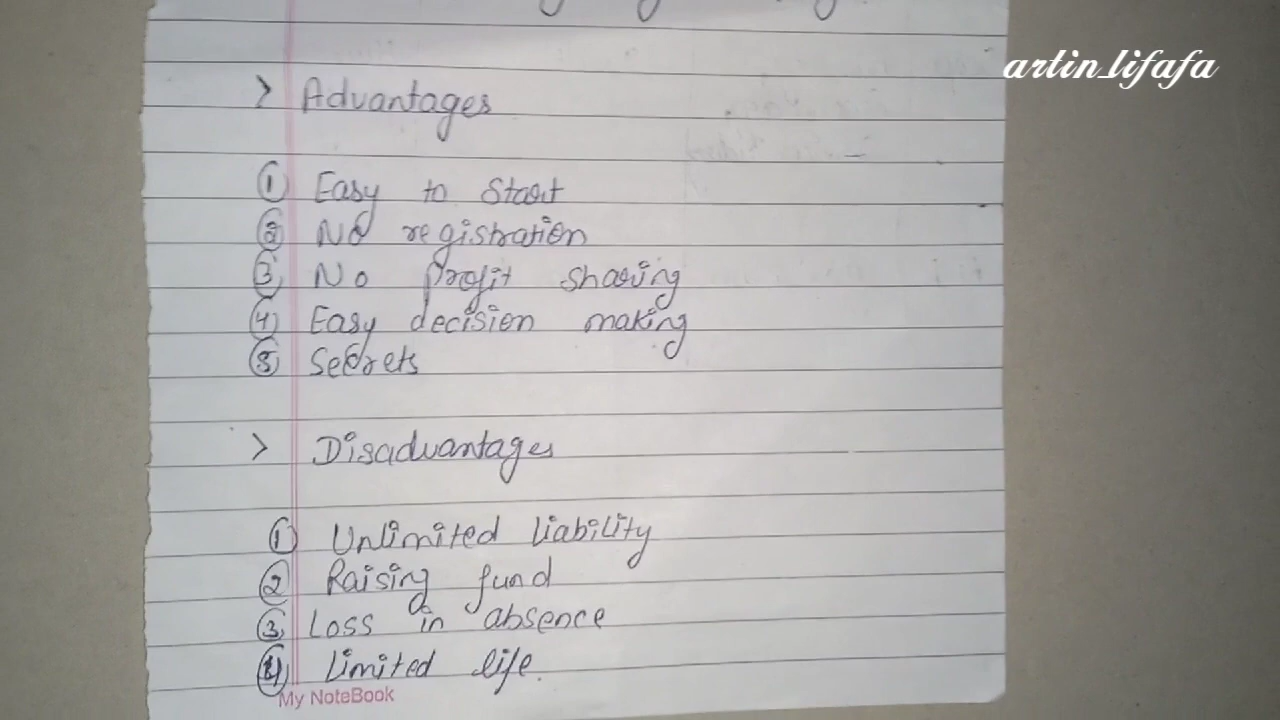 artin_lifafa
> Advantages
① Easy to Start
② No registration
③ No profit sharing
④ Easy decision making
⑤ Secrets
> Disadvantages
① Unlimited liability
② Raising fund
③ Loss in absence
④ Limited life.
My NoteBook